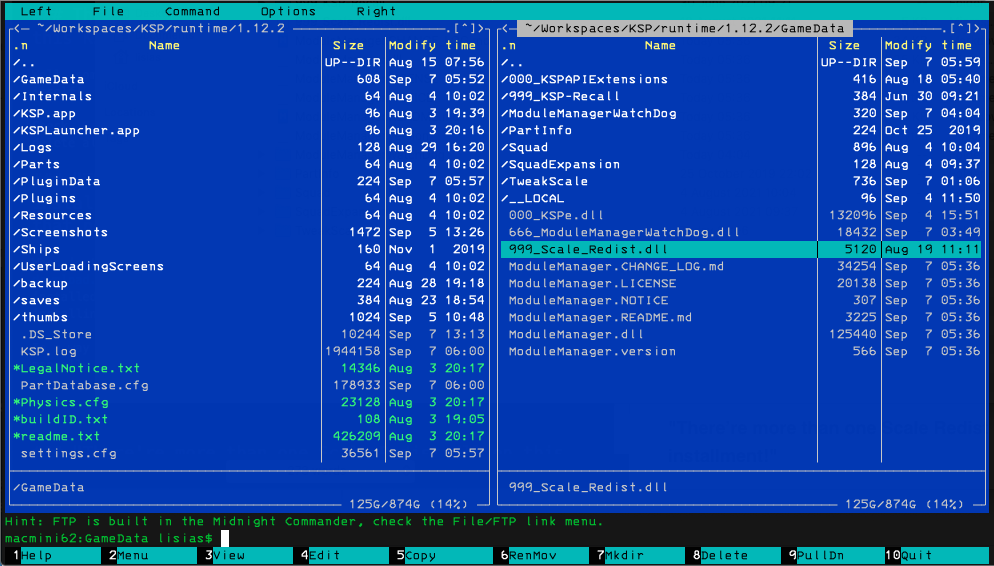 Left File Command Options Right
<— ~/Workspaces/KSP/runtime/1.12.2 .[^]> <— ~/Workspaces/KSP/runtime/1.12.2/GameData .[^]>
.n Name Size Modify time .n Name Size Modify time
/.. UP--DIR Aug 15 07:56 /.. UP--DIR Sep 7 05:59
/GameData 608 Sep 7 05:52 /000_KSPAPIExtensions 416 Aug 18 05:40
/Internals 64 Aug 4 10:02 /999_KSP-Recall 384 Jun 30 09:21
/KSP.app 96 Aug 3 19:39 /ModuleManagerWatchDog 320 Sep 7 04:04
/KSPLauncher.app 96 Aug 3 20:16 /PartInfo 224 Oct 25 2019
/Logs 128 Aug 29 16:20 /Squad 896 Aug 4 10:04
/Parts 64 Aug 4 10:02 /SquadExpansion 128 Aug 4 09:37
/PluginData 224 Sep 7 05:57 /TweakScale 736 Sep 7 01:06
/Plugins 64 Aug 4 10:02 /__LOCAL 96 Sep 4 11:50
/Resources 64 Aug 4 10:02 000_KSPe.dll 132096 Sep 4 15:51
/Screenshots 1472 Sep 5 13:26 666_ModuleManagerWatchDog.dll 18432 Sep 7 03:49
/Ships 160 Nov 1 2019 999_Scale_Redist.dll 5120 Aug 19 11:11
/UserLoadingScreens 64 Aug 4 10:02 ModuleManager.CHANGE_LOG.md 34254 Sep 7 05:36
/backup 224 Aug 28 19:18 ModuleManager.LICENSE 20138 Sep 7 05:36
/saves 384 Aug 23 18:54 ModuleManager.NOTICE 307 Sep 7 05:36
/thumbs 1024 Sep 5 10:48 ModuleManager.README.md 3225 Sep 7 05:36
.DS_Store 10244 Sep 7 13:13 ModuleManager.dll 125440 Sep 7 05:36
KSP.log 1944158 Sep 7 06:00 ModuleManager.version 566 Sep 7 05:36
*LegalNotice.txt 14346 Aug 3 20:17
PartDatabase.cfg 178933 Sep 7 06:00
*Physics.cfg 23128 Aug 3 20:17
*buildID.txt 108 Aug 3 19:05
*readme.txt 426209 Aug 3 20:17
settings.cfg 36561 Sep 7 05:57
/GameData 999_Scale_Redist.dll
125G/874G (14%) 125G/874G (14%)
Hint: FTP is built in the Midnight Commander, check the File/FTP link menu.
macmini62:GameData lisias$
1Help 2Menu 3View 4Edit 5Copy 6RenMov 7Mkdir 8Delete 9PullDn 10Quit